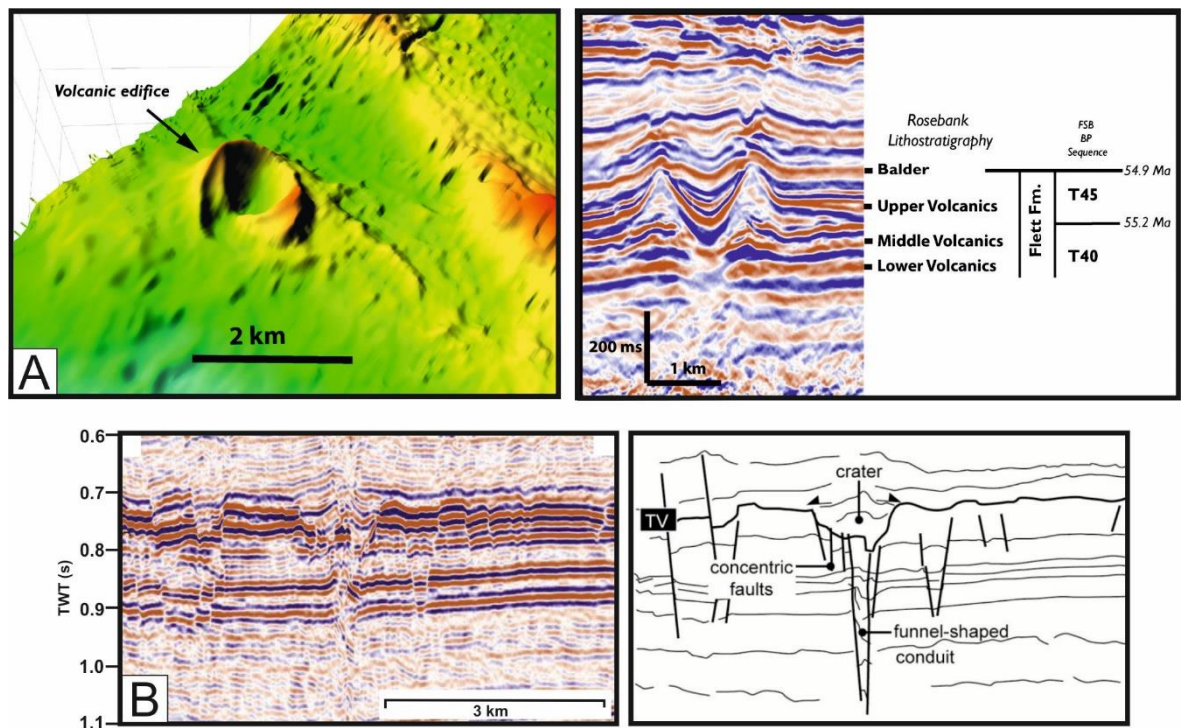 Volcanic edifice
2 km
A
Rosebank
Lithostratigraphy
FSB
BP
Sequence
Balder
54.9 Ma
Upper Volcanics
T45
Flett Fm.
55.2 Ma
Middle Volcanics
T40
Lower Volcanics
200 ms
1 km
0.6
0.7
0.8
0.9
1.0
1.1
TWT (s)
B
3 km
crater
TV
concentric
faults
funnel-shaped
conduit